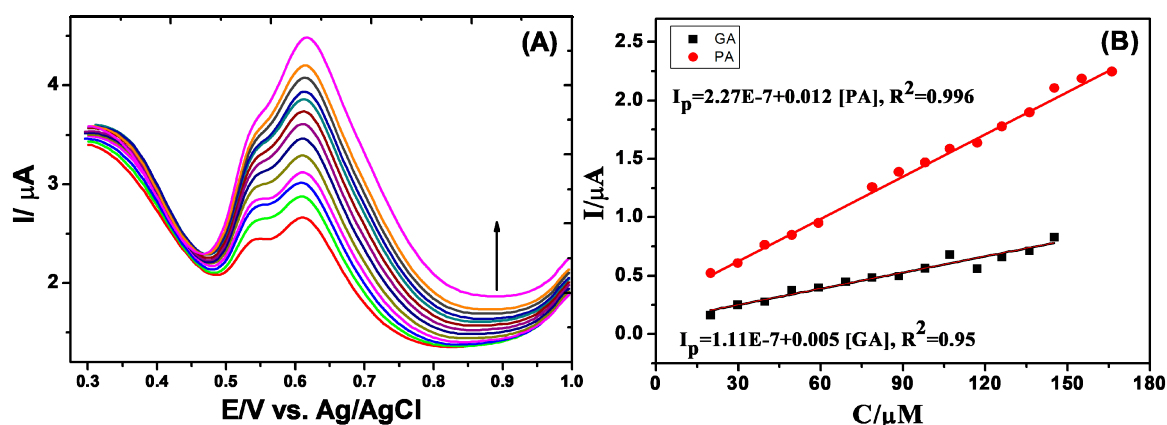 (A)
4
3
2
I/ µA
0.3 0.4 0.5 0.6 0.7 0.8 0.9 1.0
E/V vs. Ag/AgCl
(B)
GA
PA
Ip=2.27E-7+0.012 [PA], R²=0.996
Ip=1.11E-7+0.005 [GA], R²=0.95
2.5
2.0
1.5
1.0
0.5
0.0
I/µA
0 30 60 90 120 150 180
C/µM